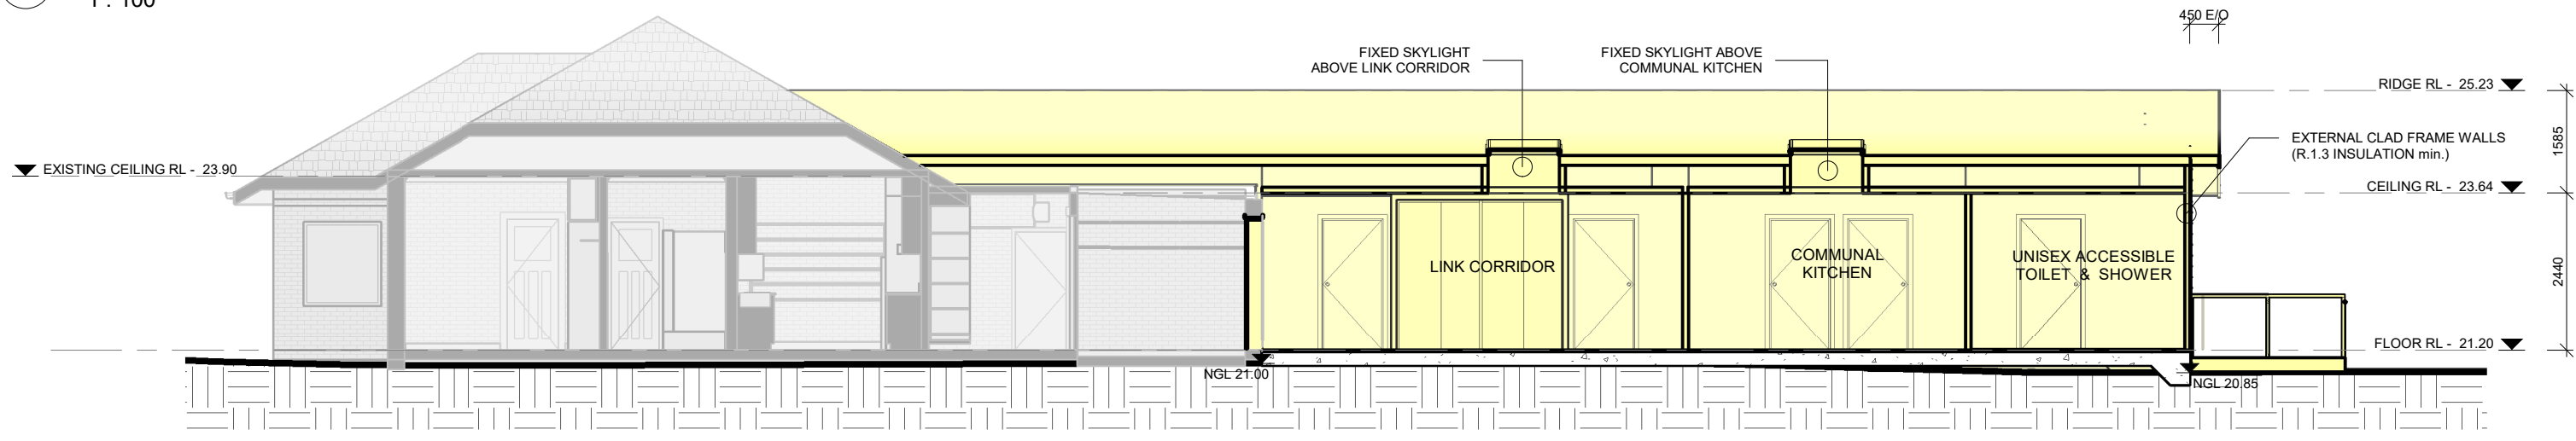 1 : 100
450 E/O
FIXED SKYLIGHT
ABOVE LINK CORRIDOR
FIXED SKYLIGHT ABOVE
COMMUNAL KITCHEN
RIDGE RL - 25.23
1585
EXTERNAL CLAD FRAME WALLS
(R.1.3 INSULATION min.)
EXISTING CEILING RL - 23.90
CEILING RL - 23.64
LINK CORRIDOR
COMMUNAL
KITCHEN
UNISEX ACCESSIBLE
TOILET & SHOWER
2440
FLOOR RL - 21.20
NGL 21.00
NGL 20.85